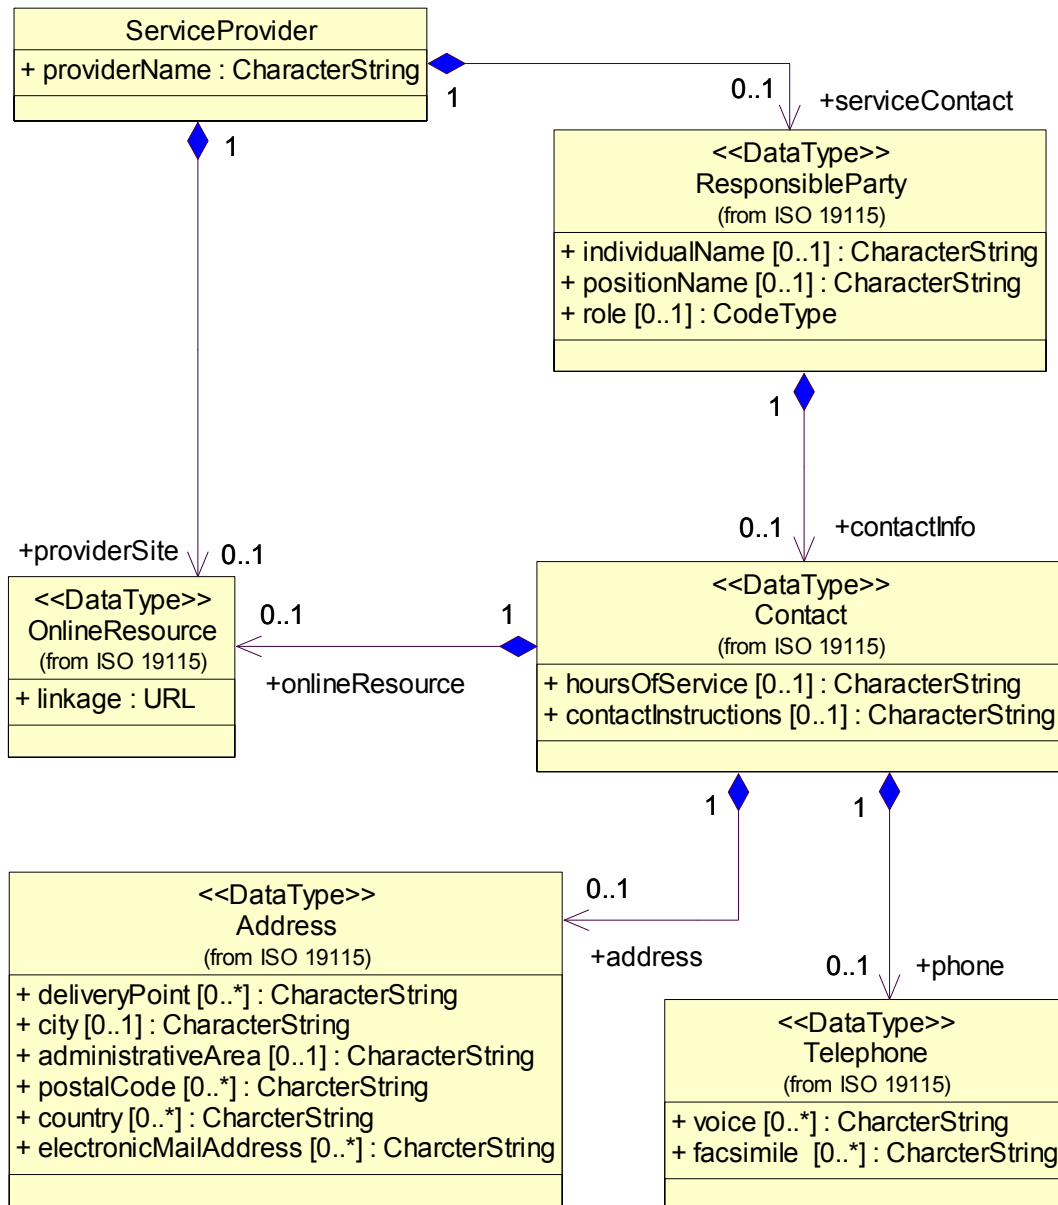 ServiceProvider
+ providerName : CharacterString
1
0..1
+serviceContact
1
<<DataType>>
ResponsibleParty
(from ISO 19115)
+ individualName [0..1] : CharacterString
+ positionName [0..1] : CharacterString
+ role [0..1] : CodeType
1
0..1
+contactInfo
+providerSite
0..1
<<DataType>>
OnlineResource
(from ISO 19115)
+ linkage : URL
0..1
1
+onlineResource
<<DataType>>
Contact
(from ISO 19115)
+ hoursOfService [0..1] : CharacterString
+ contactInstructions [0..1] : CharacterString
1
1
0..1
+address
0..1
+phone
<<DataType>>
Address
(from ISO 19115)
+ deliveryPoint [0..*] : CharacterString
+ city [0..1] : CharacterString
+ administrativeArea [0..1] : CharacterString
+ postalCode [0..*] : CharcterString
+ country [0..*] : CharcterString
+ electronicMailAddress [0..*] : CharcterString
<<DataType>>
Telephone
(from ISO 19115)
+ voice [0..*] : CharcterString
+ facsimile [0..*] : CharcterString